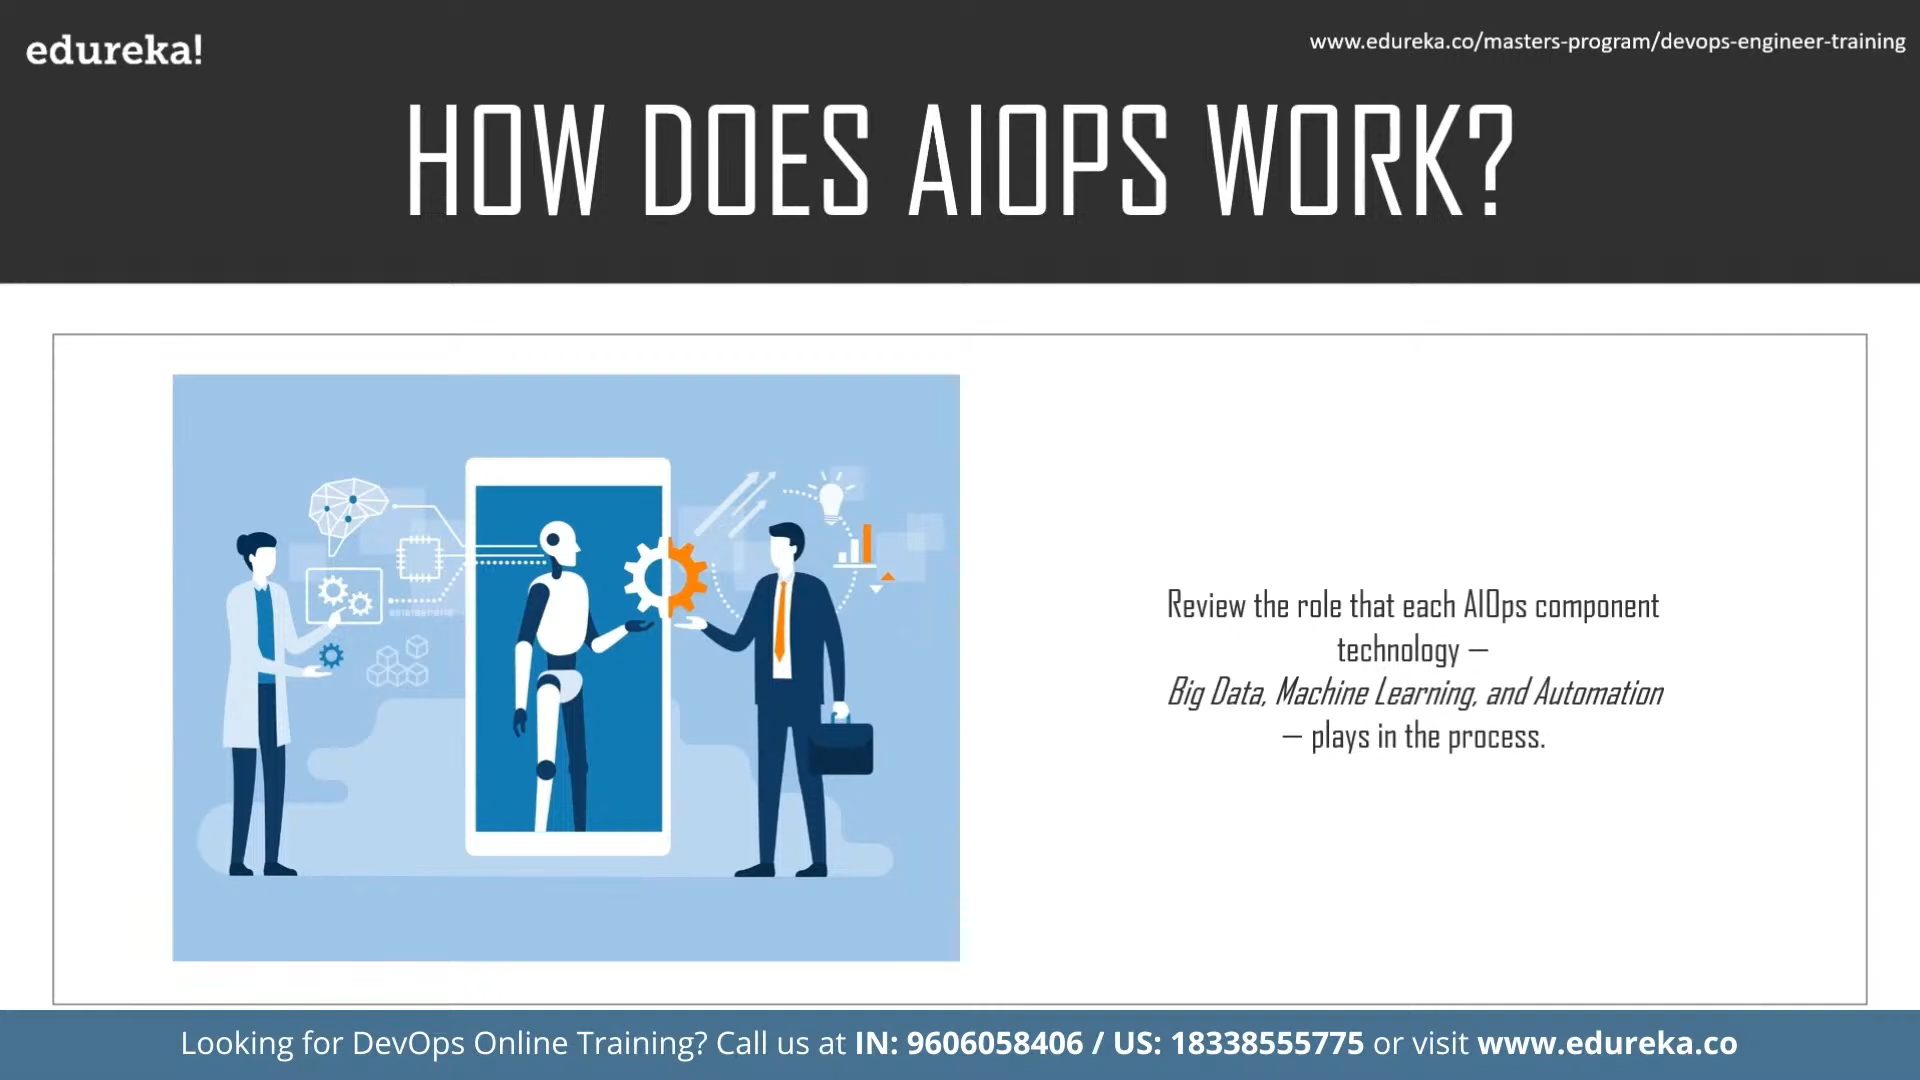 edureka!
www.edureka.co/masters-program/devops-engineer-training
HOW DOES AIOPS WORK?
Review the role that each AIOps component
technology –
Big Data, Machine Learning, and Automation
– plays in the process.
Looking for DevOps Online Training? Call us at IN: 9606058406 / US: 18338555775 or visit www.edureka.co